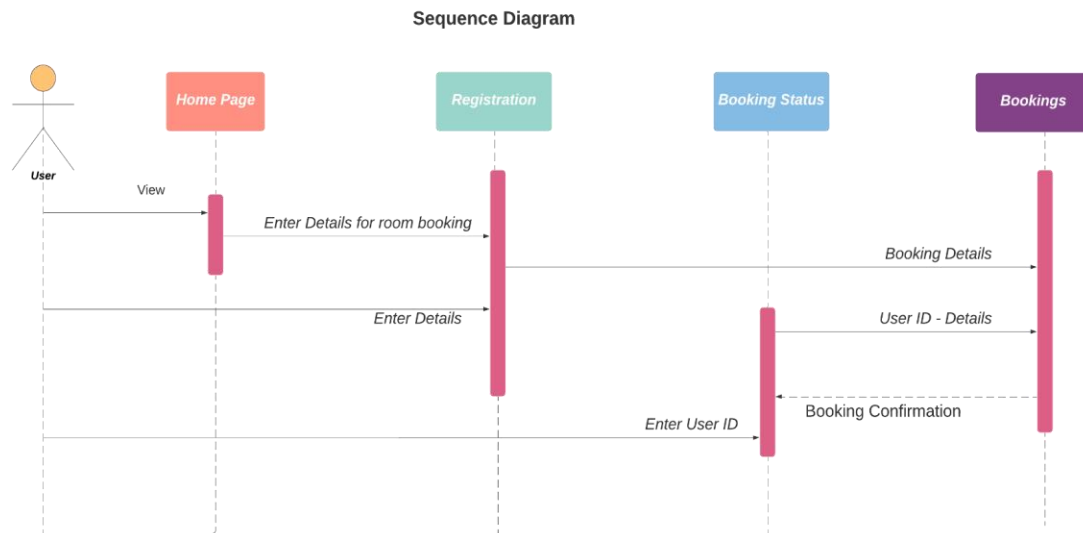 Sequence Diagram
Home Page
Registration
Booking Status
Bookings
User
View
Enter Details for room booking
Booking Details
Enter Details
User ID - Details
Booking Confirmation
Enter User ID